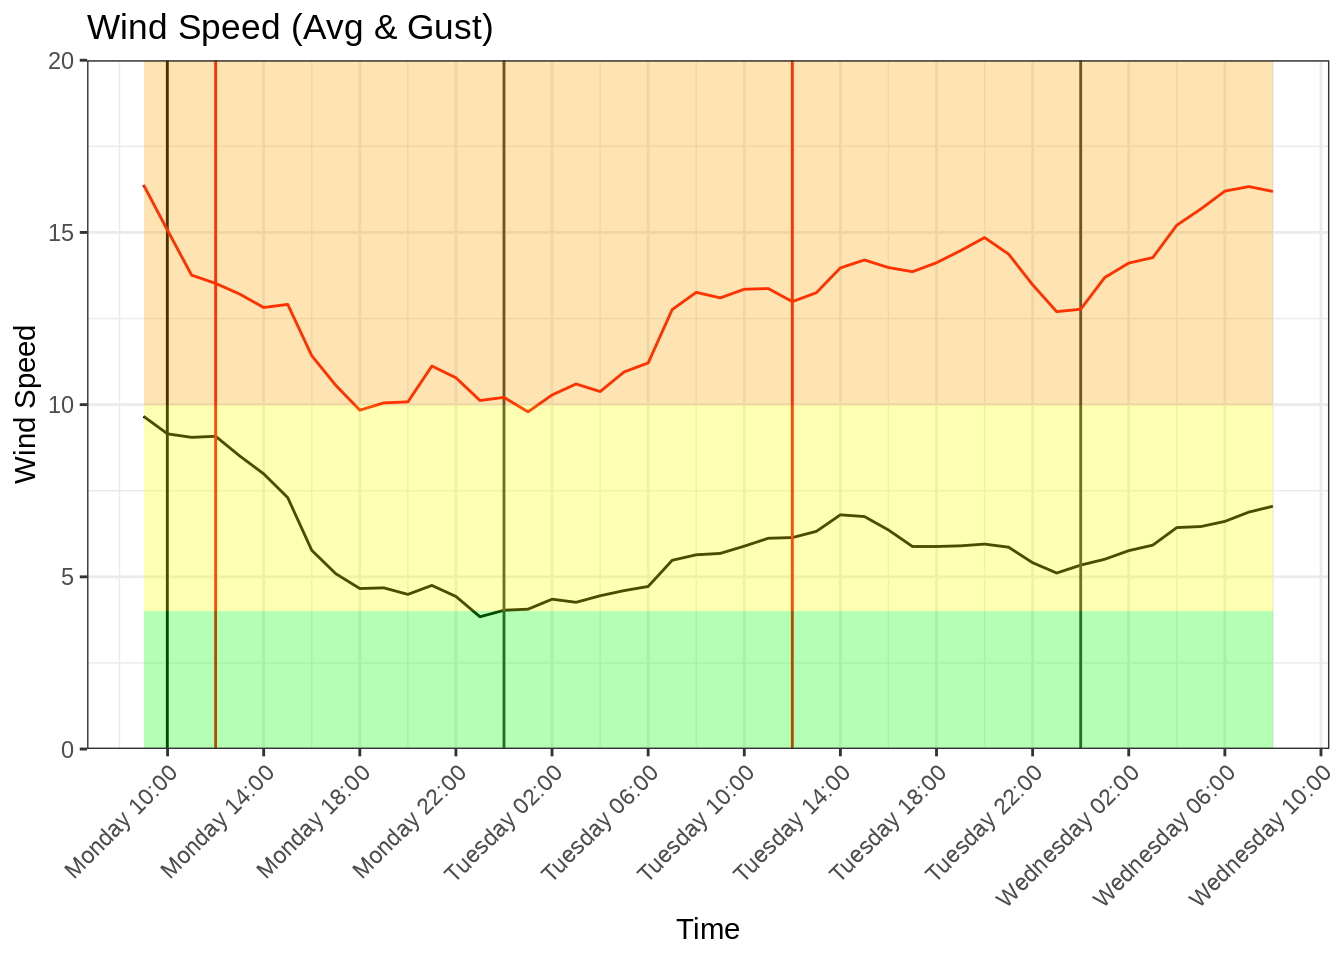 Wind Speed (Avg & Gust)
Wind Speed
20
15
10
5
0
Monday 10:00
Monday 14:00
Monday 18:00
Monday 22:00
Tuesday 02:00
Tuesday 06:00
Tuesday 10:00
Tuesday 14:00
Tuesday 18:00
Tuesday 22:00
Wednesday 02:00
Wednesday 06:00
Wednesday 10:00
Time